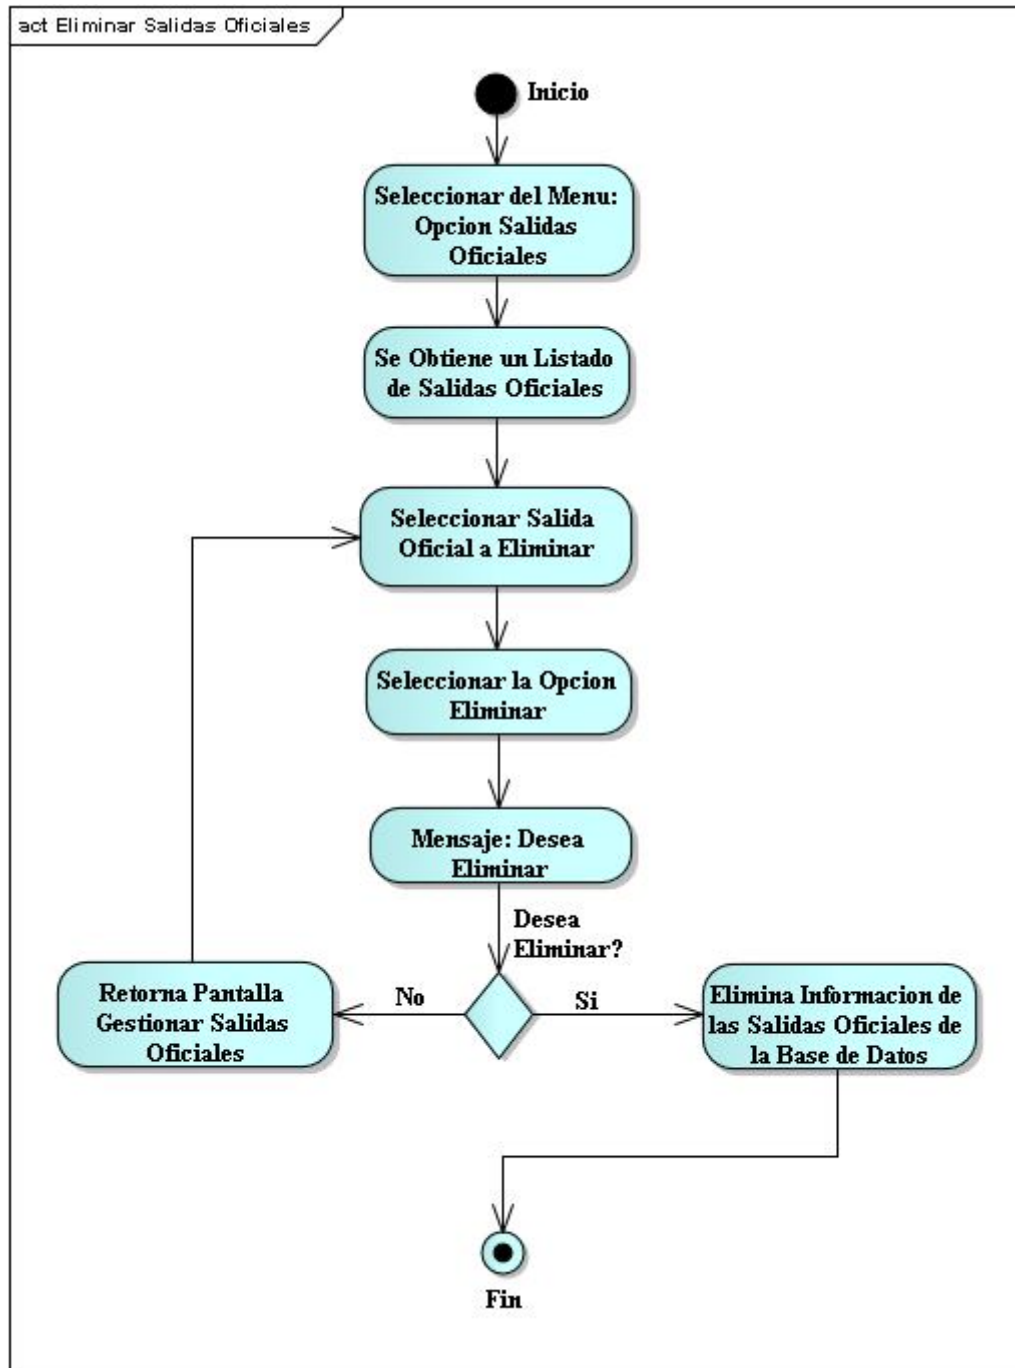 act Eliminar Salidas Oficiales
Inicio
Seleccionar del Menu:
Opcion Salidas
Oficiales
Se Obtiene un Listado
de Salidas Oficiales
Seleccionar Salida
Oficial a Eliminar
Seleccionar la Opcion
Eliminar
Mensaje: Desea
Eliminar
Desea
Eliminar?
No
Si
Retorna Pantalla
Gestionar Salidas
Oficiales
Elimina Informacion de
las Salidas Oficiales de
la Base de Datos
Fin